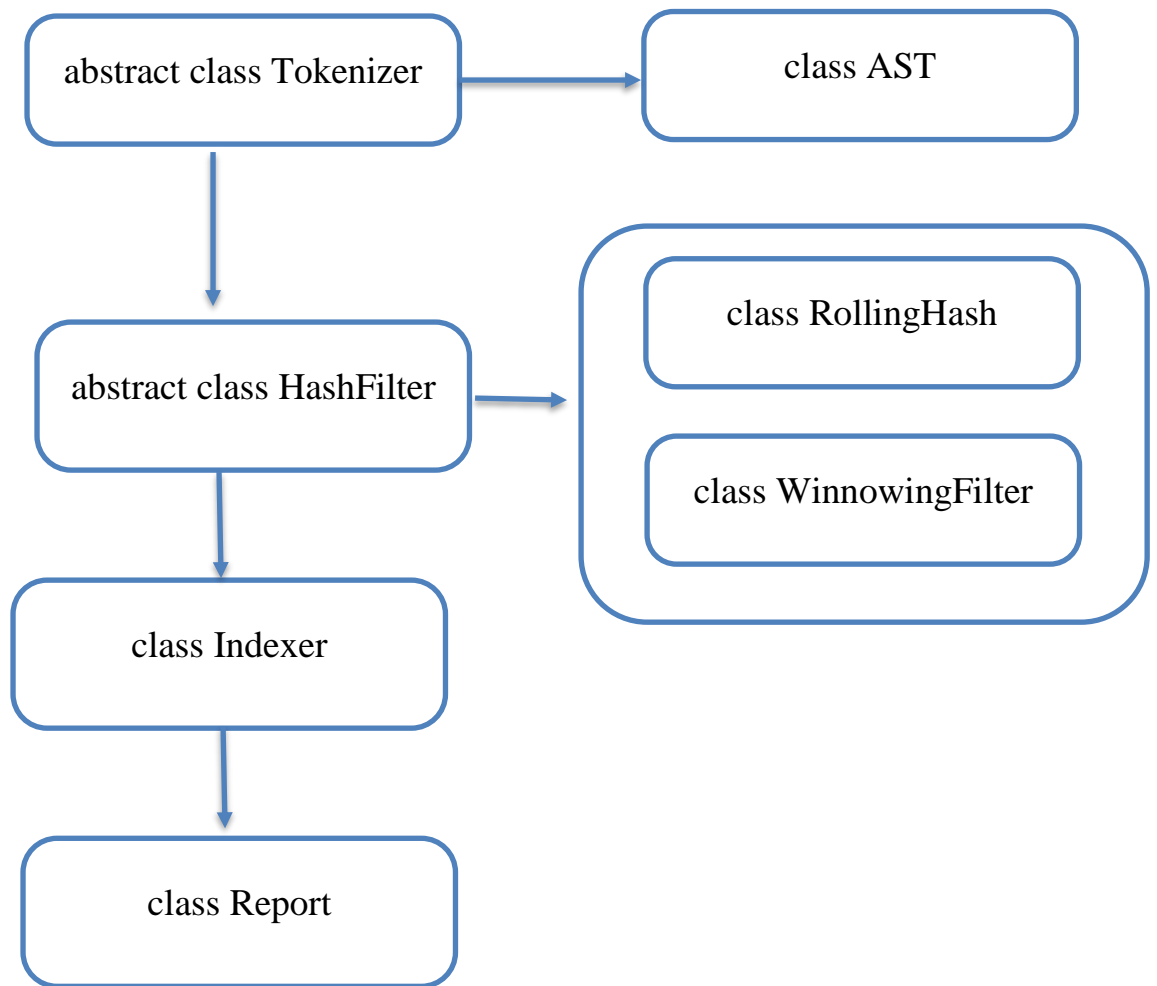 abstract class Tokenizer
class AST
abstract class HashFilter
class RollingHash
class WinnowingFilter
class Indexer
class Report